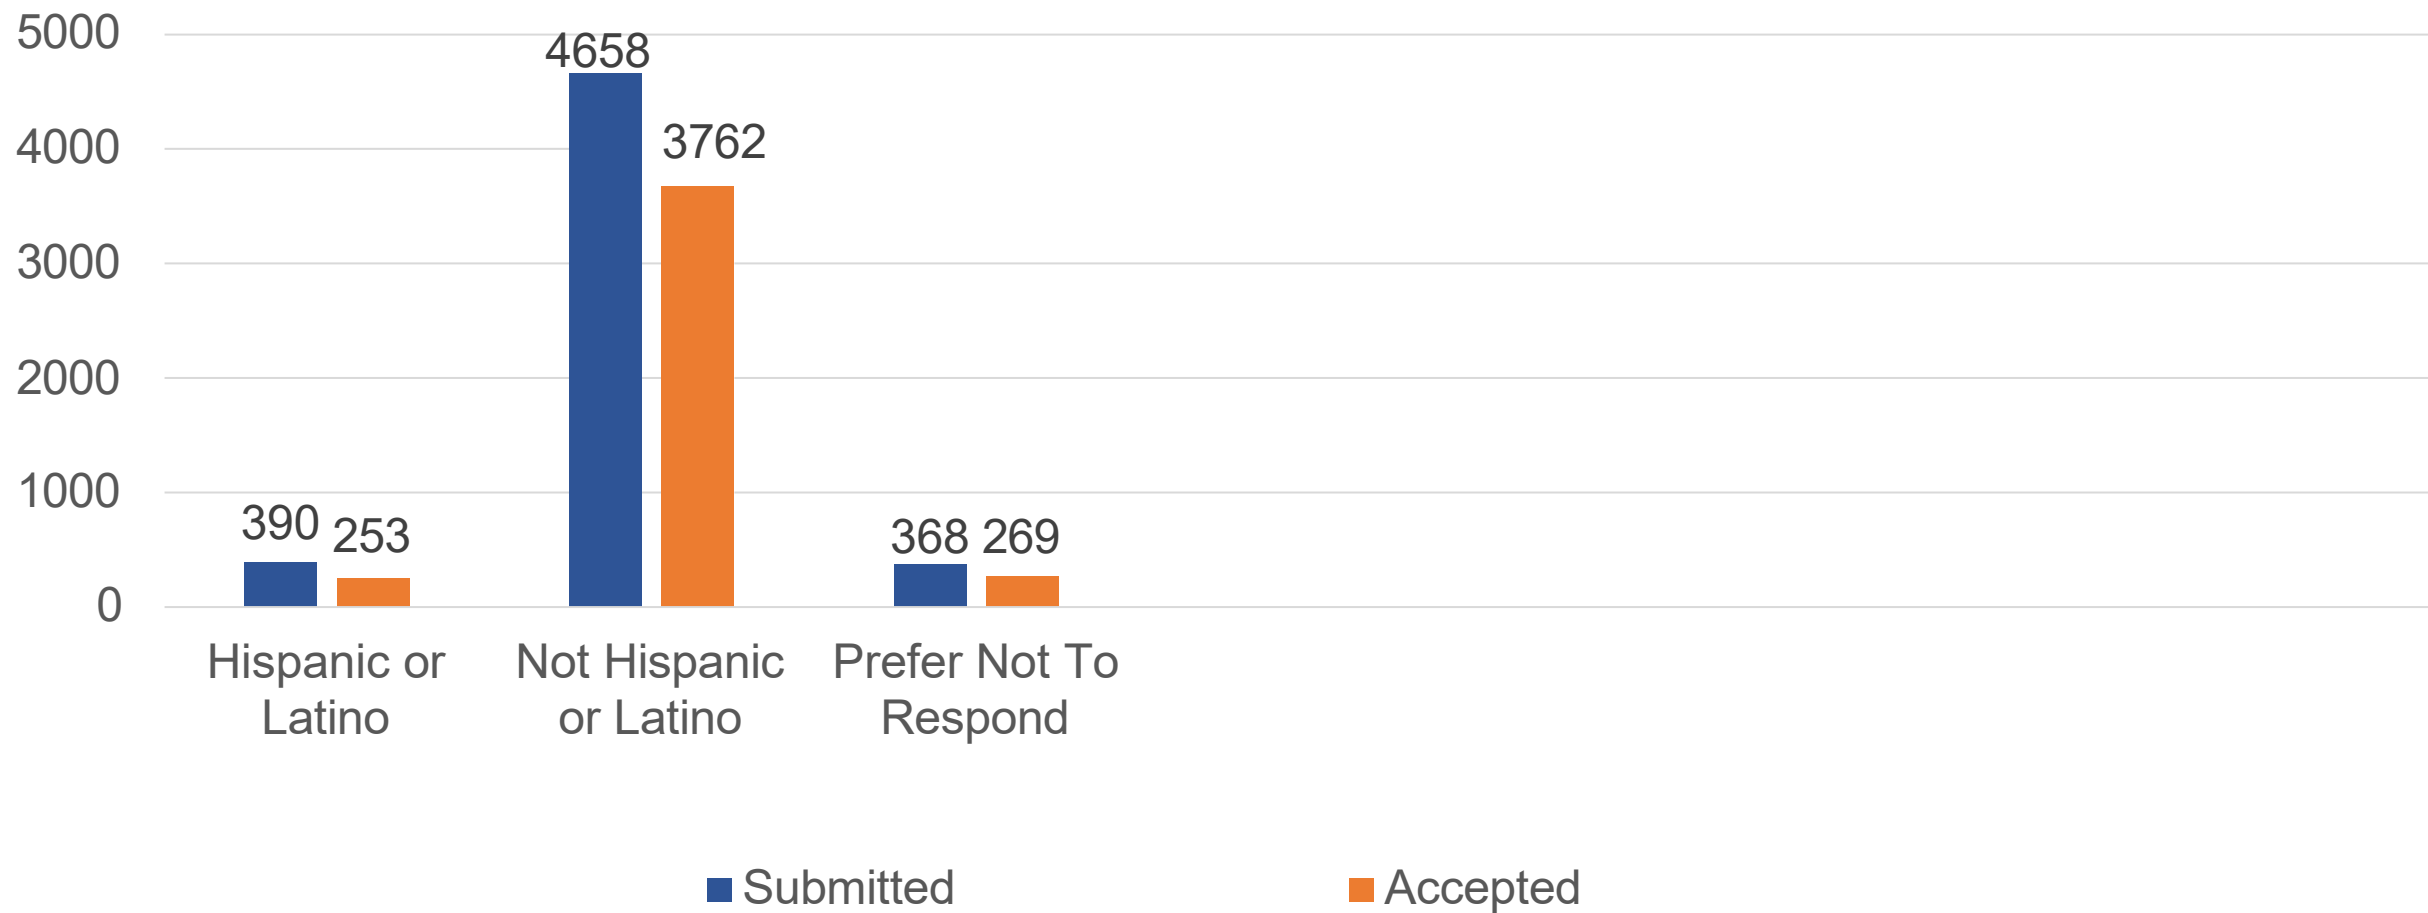 5000
4000
3000
2000
1000
0
4658
3762
390
253
368
269
Hispanic or
Latino
Not Hispanic
or Latino
Prefer Not To
Respond
Submitted
Accepted